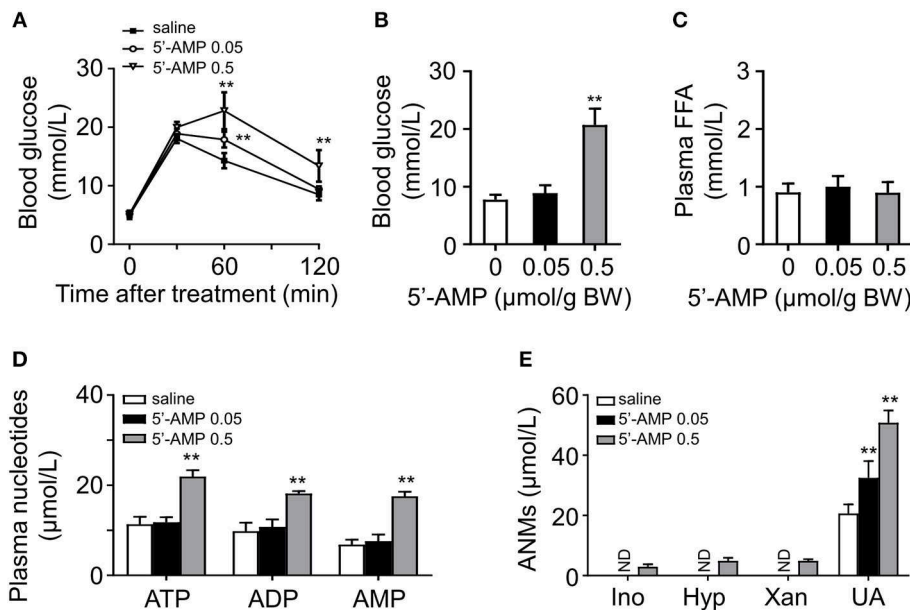 A
saline
5'-AMP 0.05
5'-AMP 0.5
Blood glucose
(mmol/L)
30
20
10
0
**
**
**
0
60
120
Time after treatment (min)
B
Blood glucose
(mmol/L)
30
20
10
0
**
0
0.05
0.5
5'-AMP (μmol/g BW)
C
Plasma FFA
(mmol/L)
3
2
1
0
0
0.05
0.5
5'-AMP (μmol/g BW)
D
saline
5'-AMP 0.05
5'-AMP 0.5
Plasma nucleotides
(μmol/L)
40
20
0
**
**
**
ATP
ADP
AMP
E
saline
5'-AMP 0.05
5'-AMP 0.5
ANMs (μmol/L)
60
40
20
0
ND
ND
ND
**
**
Ino
Hyp
Xan
UA